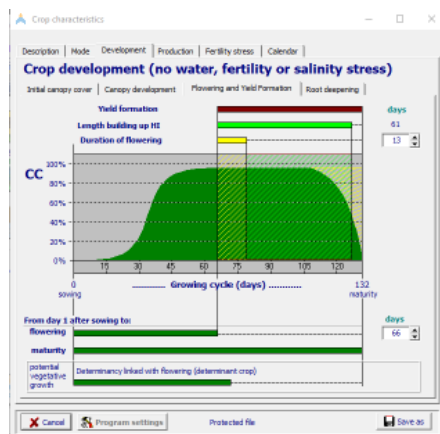 Crop characteristics
Description Mode Development Production Fertility stress Calendar
Crop development (no water, fertility or salinity stress)
Initial canopy cover Canopy development Flowering and Yield Formation Root deepening
Yield formation days
Length building up HI 61
Duration of flowering 13
CC
100%
80%
60%
40%
20%
0%
15 30 45 60 75 90 105 120
0 Growing cycle (days) 132
sowing maturity
From day 1 after sowing to: days
flowering 66
maturity
potential
vegetative
growth
Determinancy linked with flowering (determinant crop)
Cancel Program settings Protected file Save as